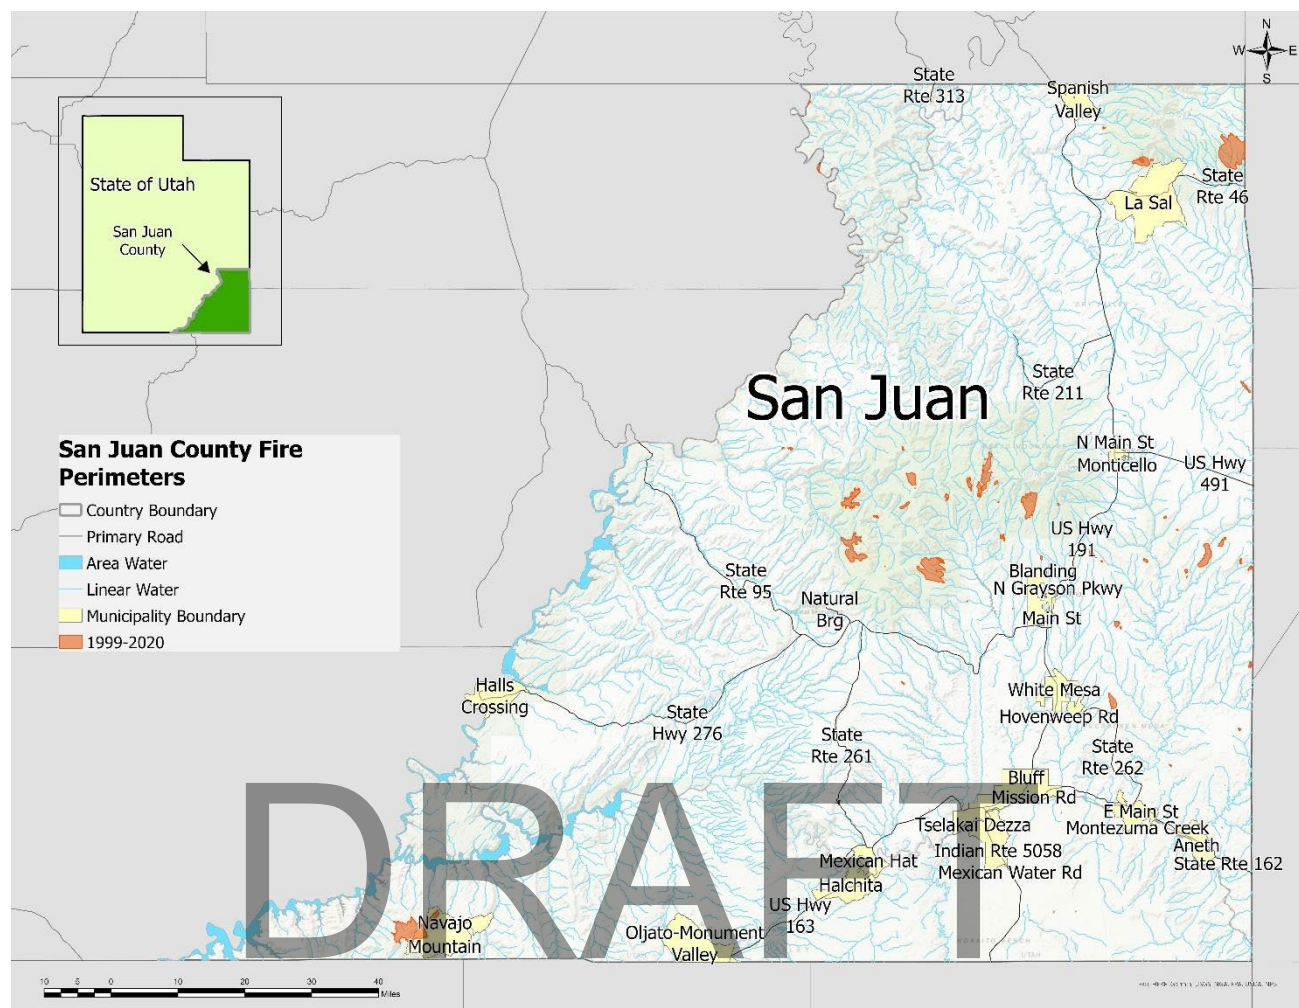 N
W E
S
State
Rte 313
Spanish
Valley
State of Utah
San Juan
County
State
Rte 46
La Sal
San Juan
State
Rte 211
N Main St
Monticello
US Hwy
491
San Juan County Fire
Perimeters
Country Boundary
Primary Road
Area Water
Linear Water
Municipality Boundary
1999-2020
US Hwy
191
State
Rte 95
Blanding
N Grayson Pkwy
Main St
Natural
Brg
Halls
Crossing
State
Hwy 276
White Mesa
Hovenweep Rd
State
Rte 261
State
Rte 262
Bluff
Mission Rd
E Main St
Montezuma Creek
Tselakai Dezza
Aneth
Indian Rte 5058
State Rte 162
Mexican Water Rd
Mexican Hat
Halchita
US Hwy
163
Navajo
Mountain
Oljato-Monument
Valley
DRAFT
UTAH
10 5 0 10 20 30 40
Miles